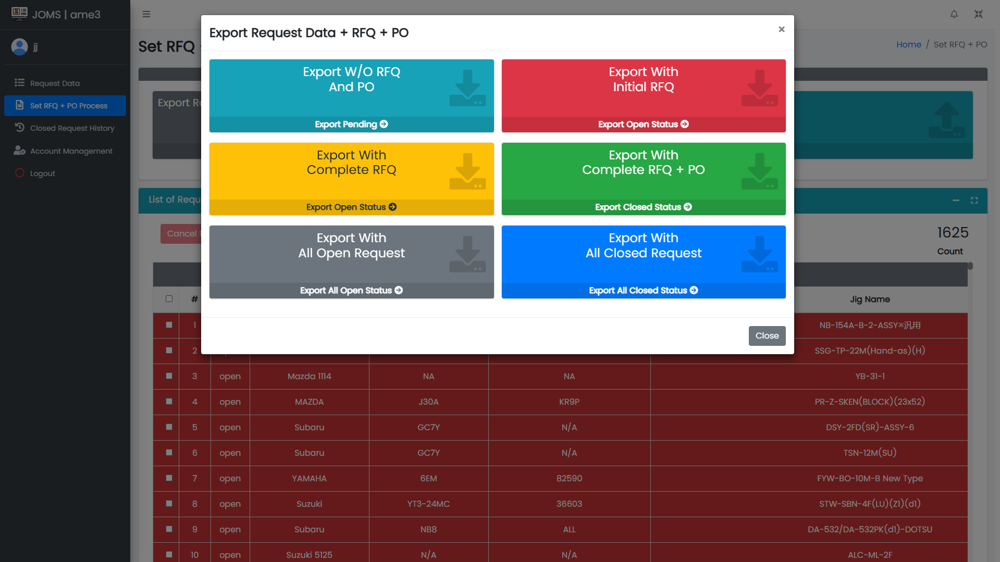 JOMS | ame3
jj
Request Data
Set RFQ + PO Process
Closed Request History
Account Management
Logout
Set RFQ
Home / Set RFQ + PO
Export Re
Export Request Data + RFQ + PO
×
Export W/O RFQ
And PO
Export Pending
Export With
Initial RFQ
Export Open Status
Export With
Complete RFQ
Export Open Status
Export With
Complete RFQ + PO
Export Closed Status
Export With
All Open Request
Export All Open Status
Export With
All Closed Request
Export All Closed Status
Close
List of Requ
Cancel
1625
Count
# Jig Name
1 NB-154A-B-2-ASSY※汎用
2 SSG-TP-22M(Hand-as)(H)
3 open Mazda 1114 NA NA YB-31-1
4 open MAZDA J30A KR9P PR-Z-SKEN(BLOCK)(23x52)
5 open Subaru GC7Y N/A DSY-2FD(SR)-ASSY-6
6 open Subaru GC7Y N/A TSN-12M(SU)
7 open YAMAHA 6EM 82590 FYW-BO-10M-B New Type
8 open Suzuki YT3-24MC 36603 STW-SBN-4F(LU)(Z1)(d1)
9 open Subaru NB8 ALL DA-532/DA-532PK(d1)-DOTSU
10 open Suzuki 5125 N/A N/A ALC-ML-2F